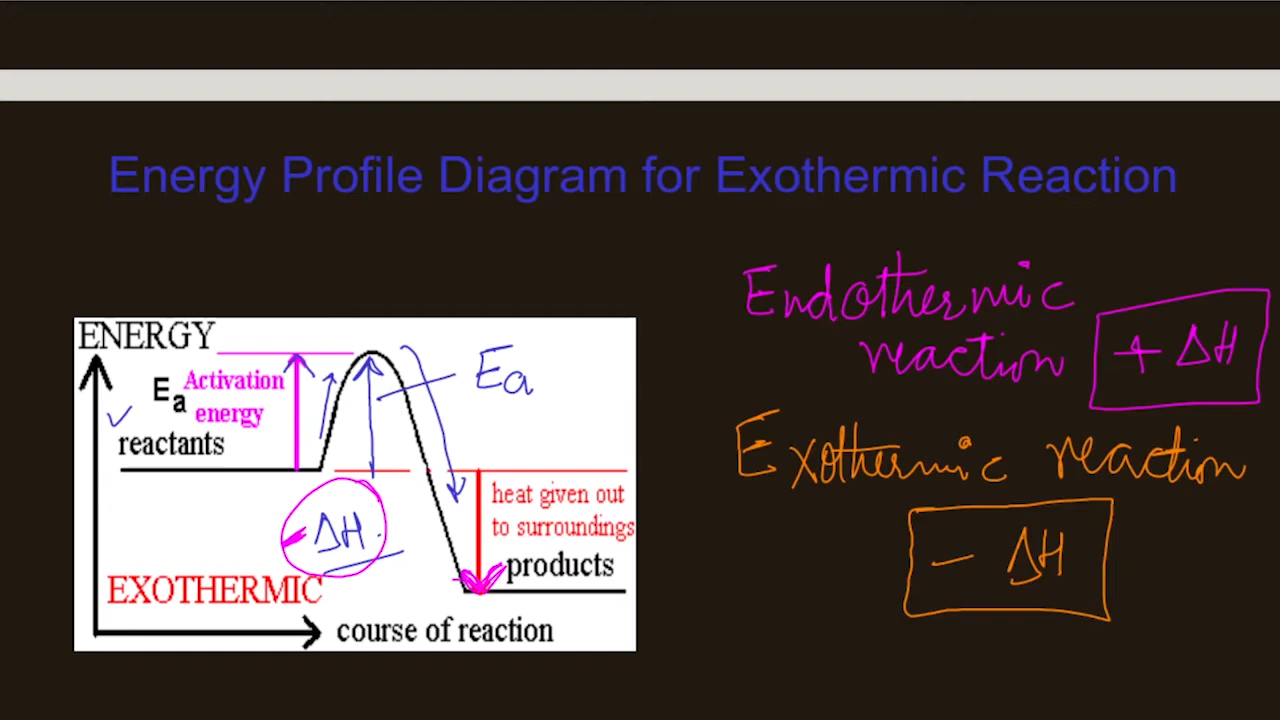 Energy Profile Diagram for Exothermic Reaction
Endothermic
reaction + ΔH
Exothermic reaction
- ΔH
ENERGY
Ea Activation
energy
Ea
reactants
heat given out
to surroundings
- ΔH
products
EXOTHERMIC
course of reaction